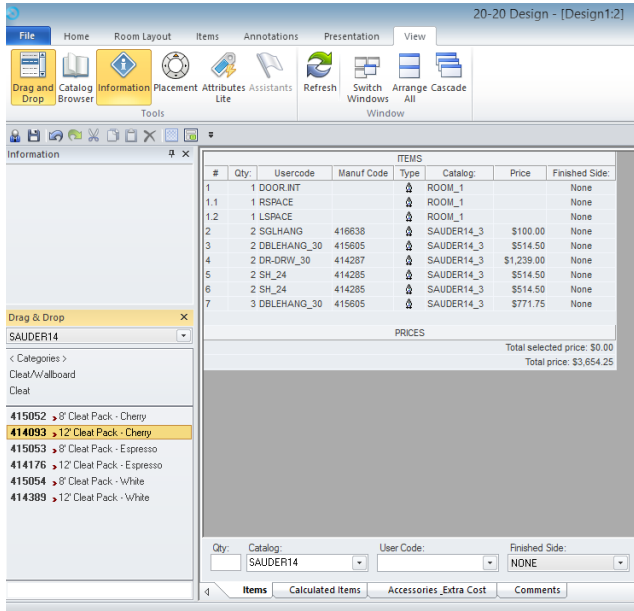 20-20 Design - [Design1:2]
File Home Room Layout Items Annotations Presentation View
Drag and Drop Catalog Browser Information Placement Attributes Lite Assistants Refresh Switch Windows Arrange All Cascade
Tools Window
Information
ITEMS
# Qty: Usercode Manuf Code Type Catalog: Price Finished Side:
1 1 DOOR.INT ROOM_1 None
1.1 1 RSPACE ROOM_1 None
1.2 1 LSPACE ROOM_1 None
2 2 SGLHANG 416638 SAUDER14_3 $100.00 None
3 2 DBLEHANG_30 415605 SAUDER14_3 $514.50 None
4 2 DR-DRW_30 414287 SAUDER14_3 $1,239.00 None
5 2 SH_24 414285 SAUDER14_3 $514.50 None
6 2 SH_24 414285 SAUDER14_3 $514.50 None
7 3 DBLEHANG_30 415605 SAUDER14_3 $771.75 None
PRICES
Total selected price: $0.00
Total price: $3,654.25
Drag & Drop
SAUDER14
< Categories >
Cleat/Wallboard
Cleat
415052 8' Cleat Pack - Cherry
414093 12' Cleat Pack - Cherry
415053 8' Cleat Pack - Espresso
414176 12' Cleat Pack - Espresso
415054 8' Cleat Pack - White
414389 12' Cleat Pack - White
Qty: Catalog: User Code: Finished Side:
SAUDER14 NONE
Items Calculated Items Accessories_Extra Cost Comments